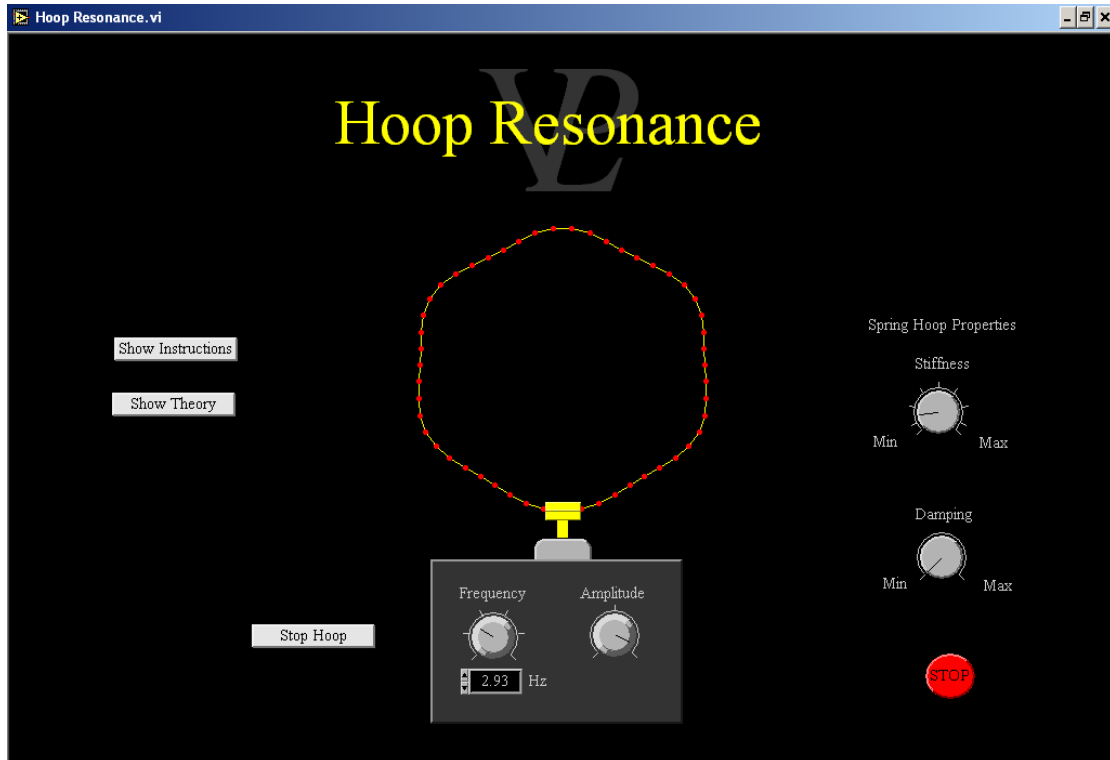 Hoop Resonance.vi
VPL
Hoop Resonance
Show Instructions
Show Theory
Spring Hoop Properties
Stiffness
Min
Max
Damping
Min
Max
Frequency
Amplitude
Stop Hoop
2.93 Hz
STOP